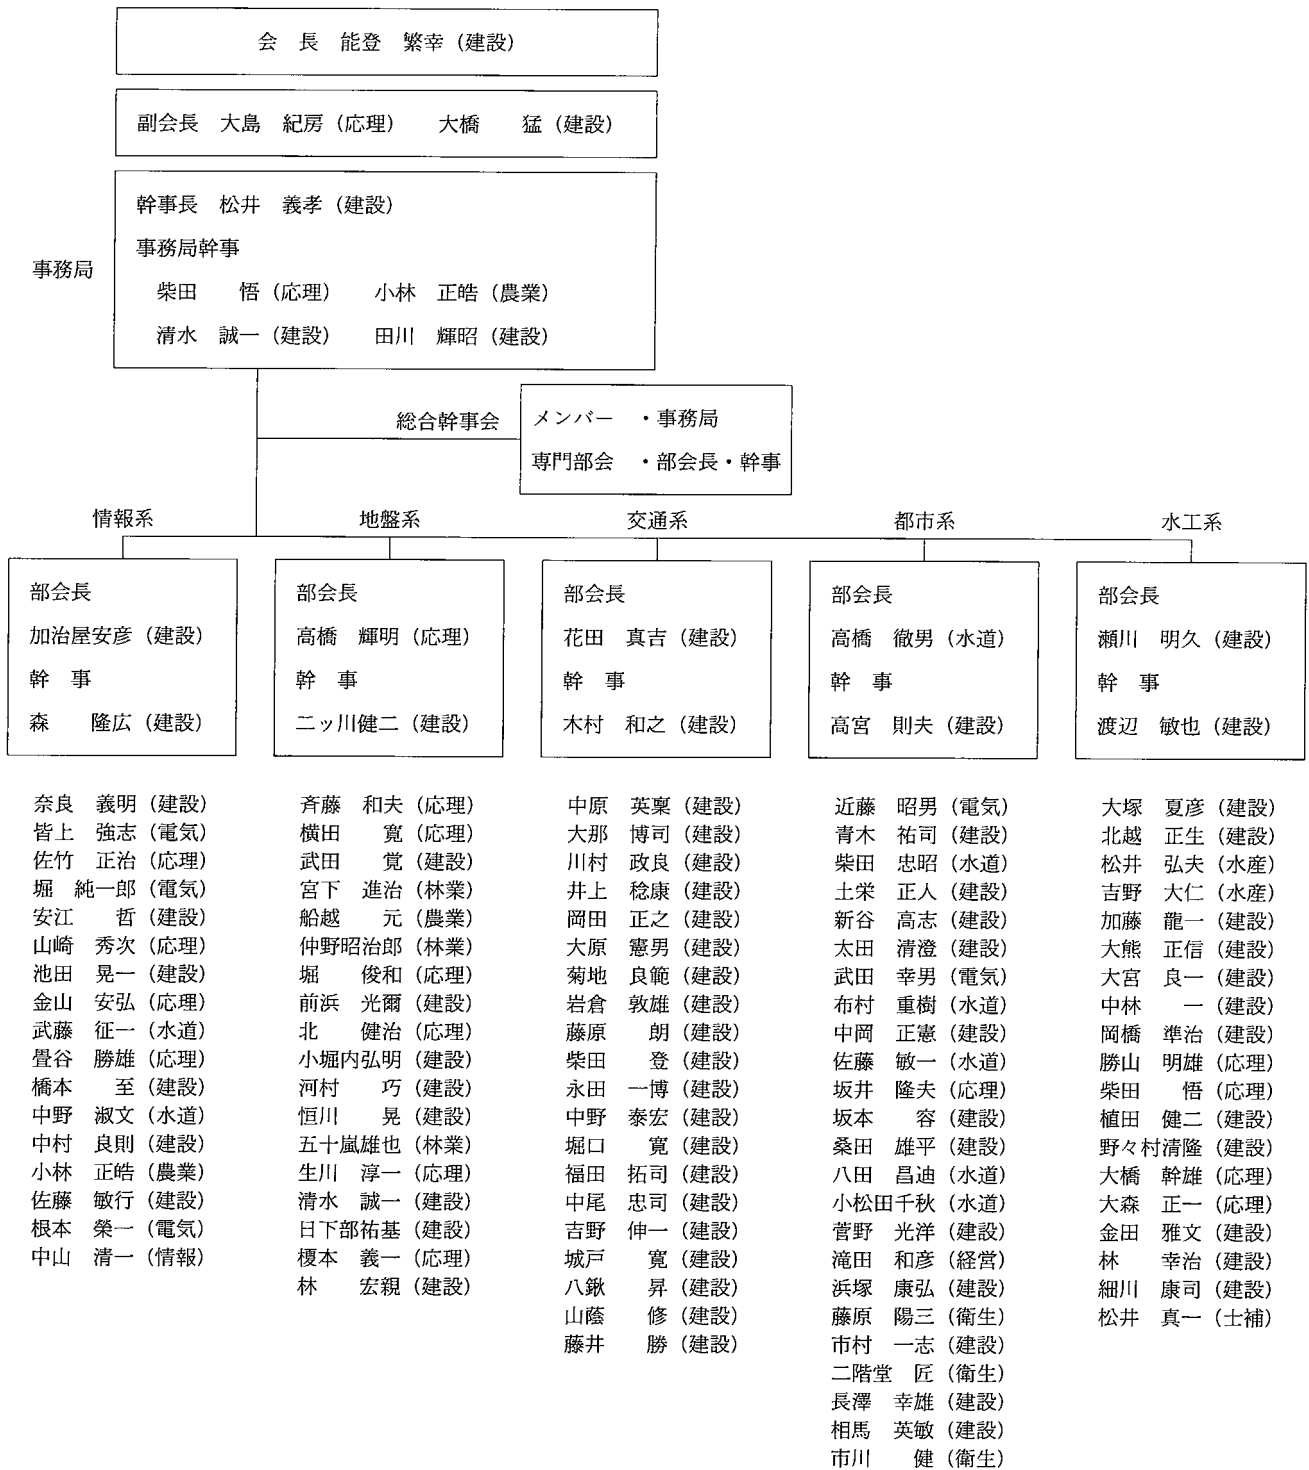 会　長　能登　繁幸（建設）
副会長　大島　紀房（応理）　　大橋　　猛（建設）
幹事長　松井　義孝（建設）
事務局幹事
事務局
柴田　　悟（応理）　　小林　正皓（農業）
清水　誠一（建設）　　田川　輝昭（建設）
総合幹事会
メンバー　・事務局
専門部会　・部会長・幹事
情報系
部会長
加治屋安彦（建設）
幹　事
森　　隆広（建設）
奈良　義明（建設）
皆上　強志（電気）
佐竹　正治（応理）
堀　純一郎（電気）
安江　　哲（建設）
山崎　秀次（応理）
池田　晃一（建設）
金山　安弘（応理）
武藤　征一（水道）
畳谷　勝雄（応理）
橋本　　至（建設）
中野　淑文（水道）
中村　良則（建設）
小林　正皓（農業）
佐藤　敏行（建設）
根本　榮一（電気）
中山　清一（情報）
地盤系
部会長
高橋　輝明（応理）
幹　事
二ッ川健二（建設）
斉藤　和夫（応理）
横田　　寛（応理）
武田　　覚（建設）
宮下　進治（林業）
船越　　元（農業）
仲野昭治郎（林業）
堀　　俊和（応理）
前浜　光爾（建設）
北　　健治（応理）
小堀内弘明（建設）
河村　　巧（建設）
恒川　　晃（建設）
五十嵐雄也（林業）
生川　淳一（応理）
清水　誠一（建設）
日下部祐基（建設）
榎本　義一（応理）
林　　宏親（建設）
交通系
部会長
花田　真吉（建設）
幹　事
木村　和之（建設）
中原　英稟（建設）
大那　博司（建設）
川村　政良（建設）
井上　稔康（建設）
岡田　正之（建設）
大原　憲男（建設）
菊地　良範（建設）
岩倉　敦雄（建設）
藤原　　朗（建設）
柴田　　登（建設）
永田　一博（建設）
中野　泰宏（建設）
堀口　　寛（建設）
福田　拓司（建設）
中尾　忠司（建設）
吉野　伸一（建設）
城戸　　寛（建設）
八鍬　　昇（建設）
山蔭　　修（建設）
藤井　　勝（建設）
都市系
部会長
高橋　徹男（水道）
幹　事
高宮　則夫（建設）
近藤　昭男（電気）
青木　祐司（建設）
柴田　忠昭（水道）
土栄　正人（建設）
新谷　高志（建設）
太田　清澄（建設）
武田　幸男（電気）
布村　重樹（水道）
中岡　正憲（建設）
佐藤　敏一（水道）
坂井　隆夫（応理）
坂本　　容（建設）
桑田　雄平（建設）
八田　昌迪（水道）
小松田千秋（水道）
菅野　光洋（建設）
滝田　和彦（経営）
浜塚　康弘（建設）
藤原　陽三（衛生）
市村　一志（建設）
二階堂　匠（衛生）
長澤　幸雄（建設）
相馬　英敏（建設）
市川　　健（衛生）
水工系
部会長
瀬川　明久（建設）
幹　事
渡辺　敏也（建設）
大塚　夏彦（建設）
北越　正生（建設）
松井　弘夫（水産）
吉野　大仁（水産）
加藤　龍一（建設）
大熊　正信（建設）
大宮　良一（建設）
中林　　一（建設）
岡橋　準治（建設）
勝山　明雄（応理）
柴田　　悟（応理）
植田　健二（建設）
野々村清隆（建設）
大橋　幹雄（応理）
大森　正一（応理）
金田　雅文（建設）
林　　幸治（建設）
細川　康司（建設）
松井　真一（士補）